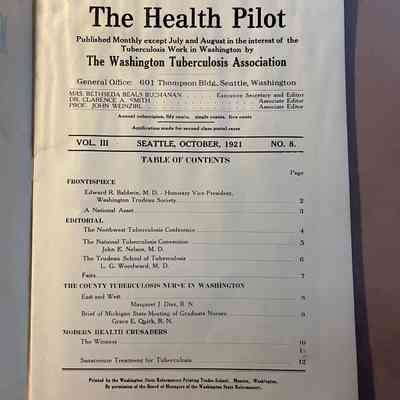 The Health Pilot
Published Monthly except July and August in the interest of the
Tuberculosis Work in Washington by
The Washington Tuberculosis Association
General Office: 601 Thompson Bldg., Seattle, Washington
MRS. BETHESDA BEALS BUCHANAN Executive Secretary and Editor
DR. CLARENCE A. SMITH Associate Editor
PROF. JOHN WEINZIRL Associate Editor
Annual subscription, fifty cents, single copies, five cents
Application made for second class postal rates
VOL. III SEATTLE, OCTOBER, 1921 NO. 8.
TABLE OF CONTENTS
Page
FRONTISPIECE
Edward R. Baldwin, M. D. - Honorary Vice President,
Washington Trudeau Society 2
A National Asset 3
EDITORIAL
The Northwest Tuberculosis Conference 4
The National Tuberculosis Convention 5
John E. Nelson, M. D.
The Trudeau School of Tuberculosis 6
L. G. Woodward, M. D.
Fairs 7
THE COUNTY TUBERCULOSIS NURSE IN WASHINGTON
East and West 8
Margaret J. Dien, R. N.
Brief of Michigan State Meeting of Graduate Nurses
Grace E. Quirk, R. N.
MODERN HEALTH CRUSADERS
The Witness 10
Sanatorium Treatment for Tuberculosis 12
Printed by the Washington State Reformatory Printing Trades School, Monroe, Washington.
By permission of the Board of Managers of the Washington State Reformatory.